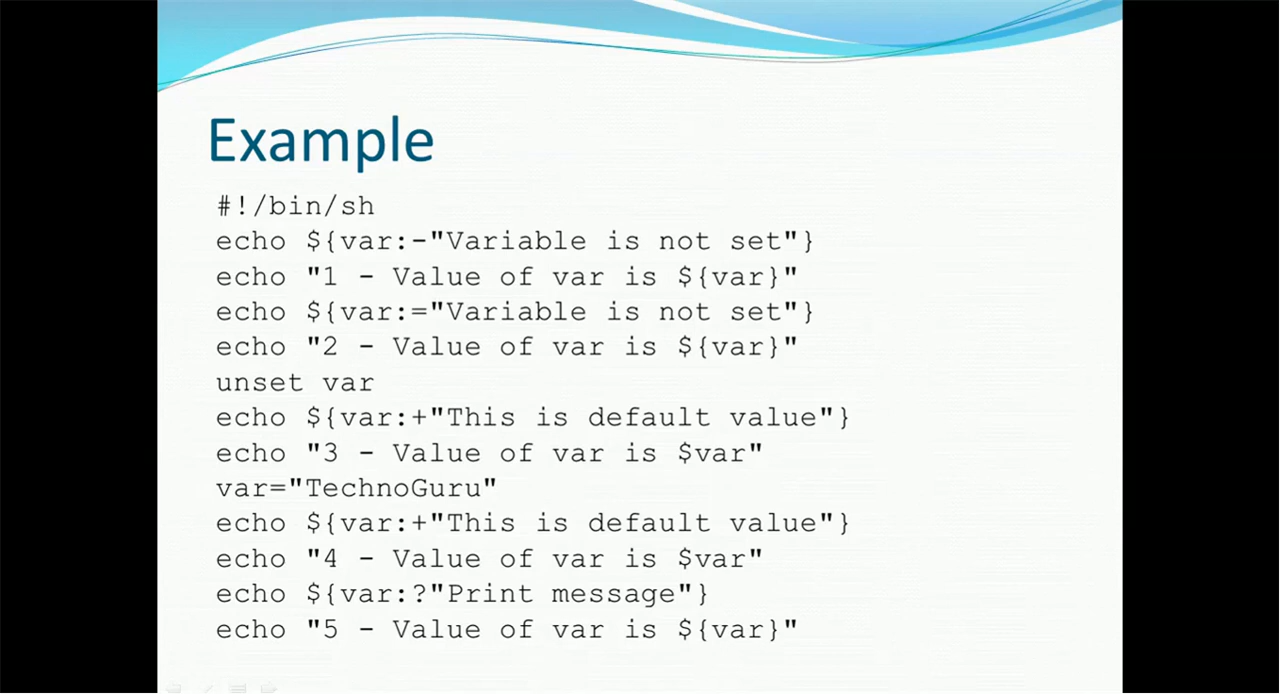 Example
#!/bin/sh
echo ${var:-"Variable is not set"}
echo "1 - Value of var is ${var}"
echo ${var:="Variable is not set"}
echo "2 - Value of var is ${var}"
unset var
echo ${var:+"This is default value"}
echo "3 - Value of var is $var"
var="TechnoGuru"
echo ${var:+"This is default value"}
echo "4 - Value of var is $var"
echo ${var:?"Print message"}
echo "5 - Value of var is ${var}"